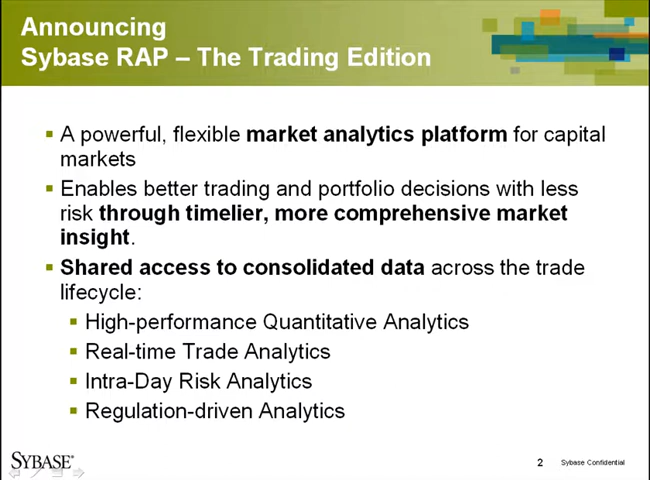 Announcing
Sybase RAP – The Trading Edition
▪ A powerful, flexible market analytics platform for capital
markets
▪ Enables better trading and portfolio decisions with less
risk through timelier, more comprehensive market
insight.
▪ Shared access to consolidated data across the trade
lifecycle:
▪ High-performance Quantitative Analytics
▪ Real-time Trade Analytics
▪ Intra-Day Risk Analytics
▪ Regulation-driven Analytics
SYBASE®
2 Sybase Confidential